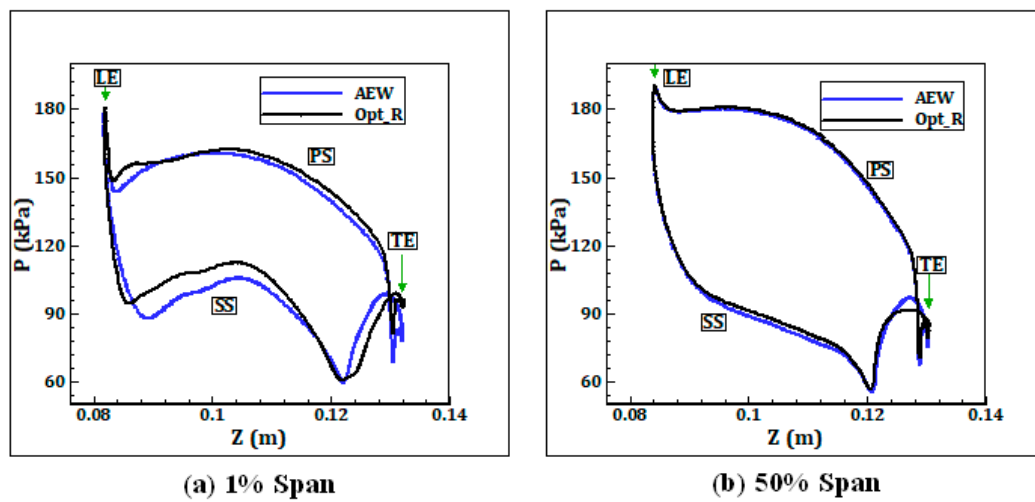 LE
AEW
Opt_R
PS
SS
TE
P (kPa)
180
150
120
90
60
0.08
0.1
0.12
0.14
Z (m)
(a) 1% Span
LE
AEW
Opt_R
PS
SS
TE
P (kPa)
180
150
120
90
60
0.08
0.1
0.12
0.14
Z (m)
(b) 50% Span